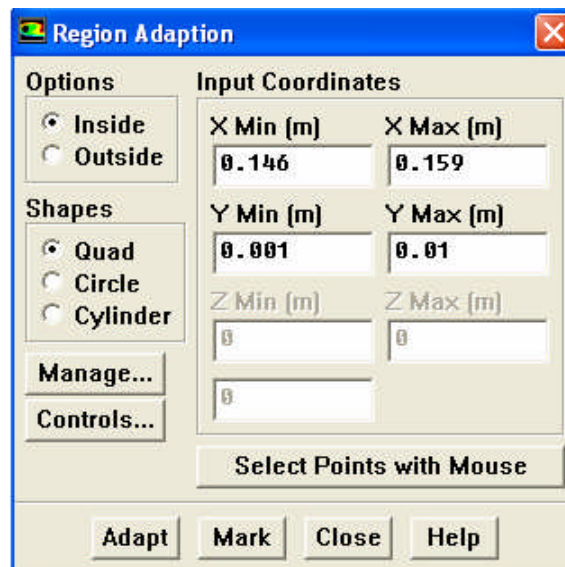 Region Adaption
Options
Inside
Outside
Shapes
Quad
Circle
Cylinder
Manage...
Controls...
Input Coordinates
X Min (m) X Max (m)
0.146 0.159
Y Min (m) Y Max (m)
0.001 0.01
Z Min (m) Z Max (m)
0 0
0
Select Points with Mouse
Adapt Mark Close Help